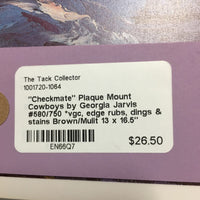 The Tack Collector
1001720-1064
"Checkmate" Plaque Mount
Cowboys by Georgia Jarvis
#580/750 *vgc, edge rubs, dings &
stains Brown/Mulit 13 x 16.5"
EN66Q7
$26.50